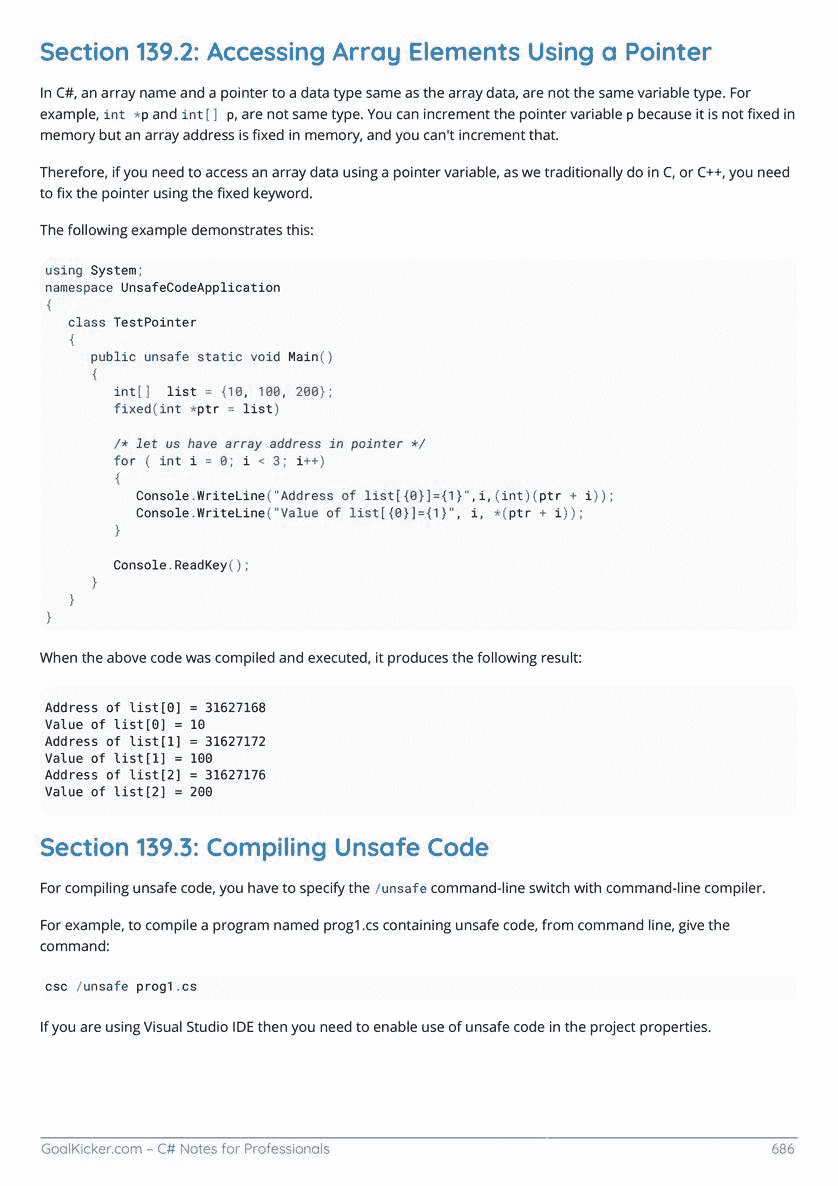 Section 139.2: Accessing Array Elements Using a Pointer
In C#, an array name and a pointer to a data type same as the array data, are not the same variable type. For
example, int *p and int[] p, are not same type. You can increment the pointer variable p because it is not fixed in
memory but an array address is fixed in memory, and you can't increment that.
Therefore, if you need to access an array data using a pointer variable, as we traditionally do in C, or C++, you need
to fix the pointer using the fixed keyword.
The following example demonstrates this:
using System;
namespace UnsafeCodeApplication
{
   class TestPointer
   {
      public unsafe static void Main()
      {
         int[]  list = {10, 100, 200};
         fixed(int *ptr = list)
         /* let us have array address in pointer */
         for ( int i = 0; i < 3; i++)
         {
            Console.WriteLine("Address of list[{0}]={1}",i,(int)(ptr + i));
            Console.WriteLine("Value of list[{0}]={1}", i, *(ptr + i));
         }
         Console.ReadKey();
      }
   }
}
When the above code was compiled and executed, it produces the following result:
Address of list[0] = 31627168
Value of list[0] = 10
Address of list[1] = 31627172
Value of list[1] = 100
Address of list[2] = 31627176
Value of list[2] = 200
Section 139.3: Compiling Unsafe Code
For compiling unsafe code, you have to specify the /unsafe command-line switch with command-line compiler.
For example, to compile a program named prog1.cs containing unsafe code, from command line, give the
command:
csc /unsafe prog1.cs
If you are using Visual Studio IDE then you need to enable use of unsafe code in the project properties.
GoalKicker.com – C# Notes for Professionals
686